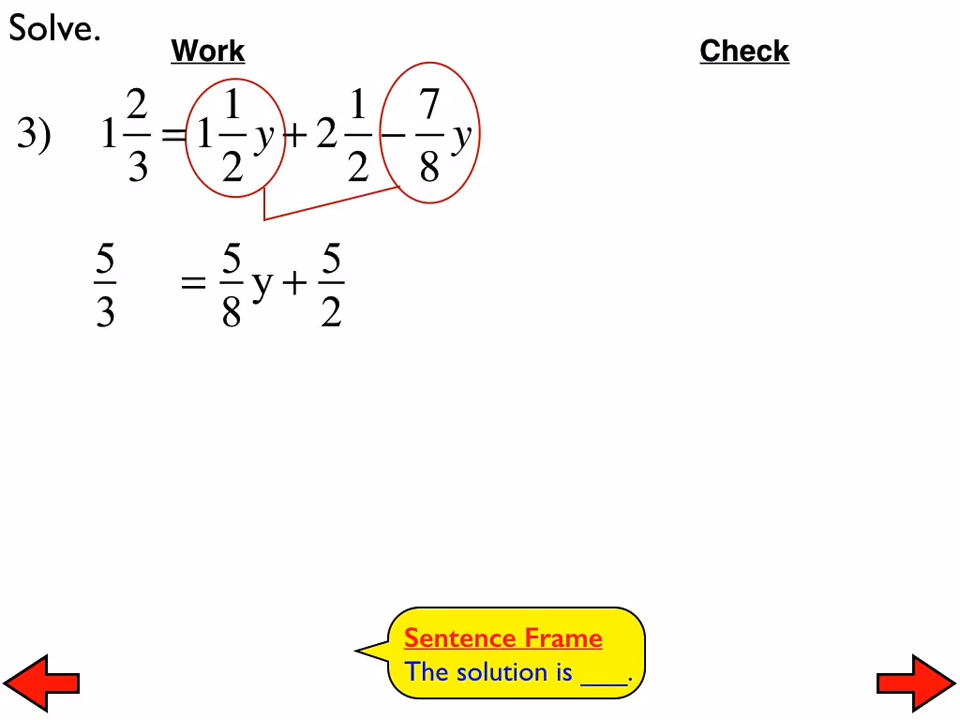 Solve.
Work
Check
3) 1 2/3 = 1 1/2 y + 2 1/2 − 7/8 y
5/3 = 5/8 y + 5/2
Sentence Frame
The solution is ___.